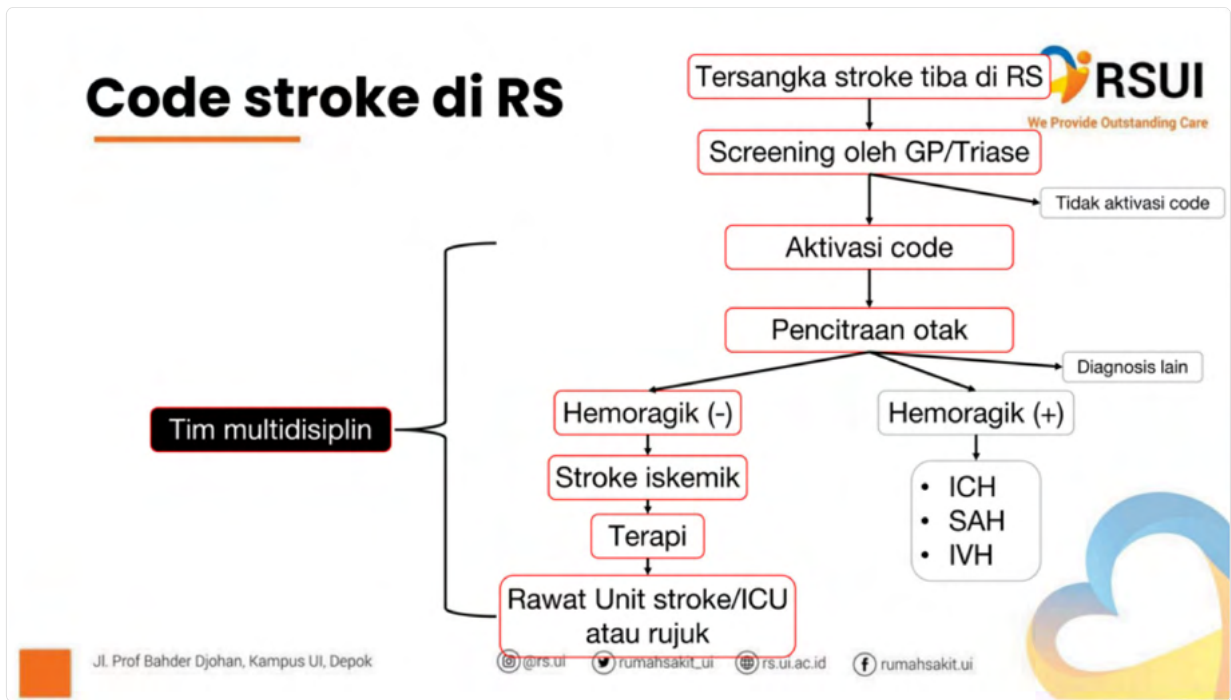 Code stroke di RS
RSUI
We Provide Outstanding Care
Tersangka stroke tiba di RS
Screening oleh GP/Triase
Tidak aktivasi code
Aktivasi code
Pencitraan otak
Diagnosis lain
Tim multidisiplin
Hemoragik (-)
Hemoragik (+)
Stroke iskemik
• ICH
• SAH
• IVH
Terapi
Rawat Unit stroke/ICU
atau rujuk
Jl. Prof Bahder Djohan, Kampus UI, Depok
@rs.ui
rumahsakit_ui
rs.ui.ac.id
rumahsakit.ui